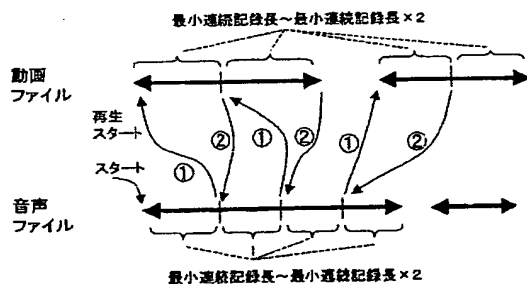 最小連続記録長～最小連続記録長×2
動画
ファイル
再生
スタート
① ② ① ② ① ②
スタート
音声
ファイル
最小連続記録長～最小連続記録長×2